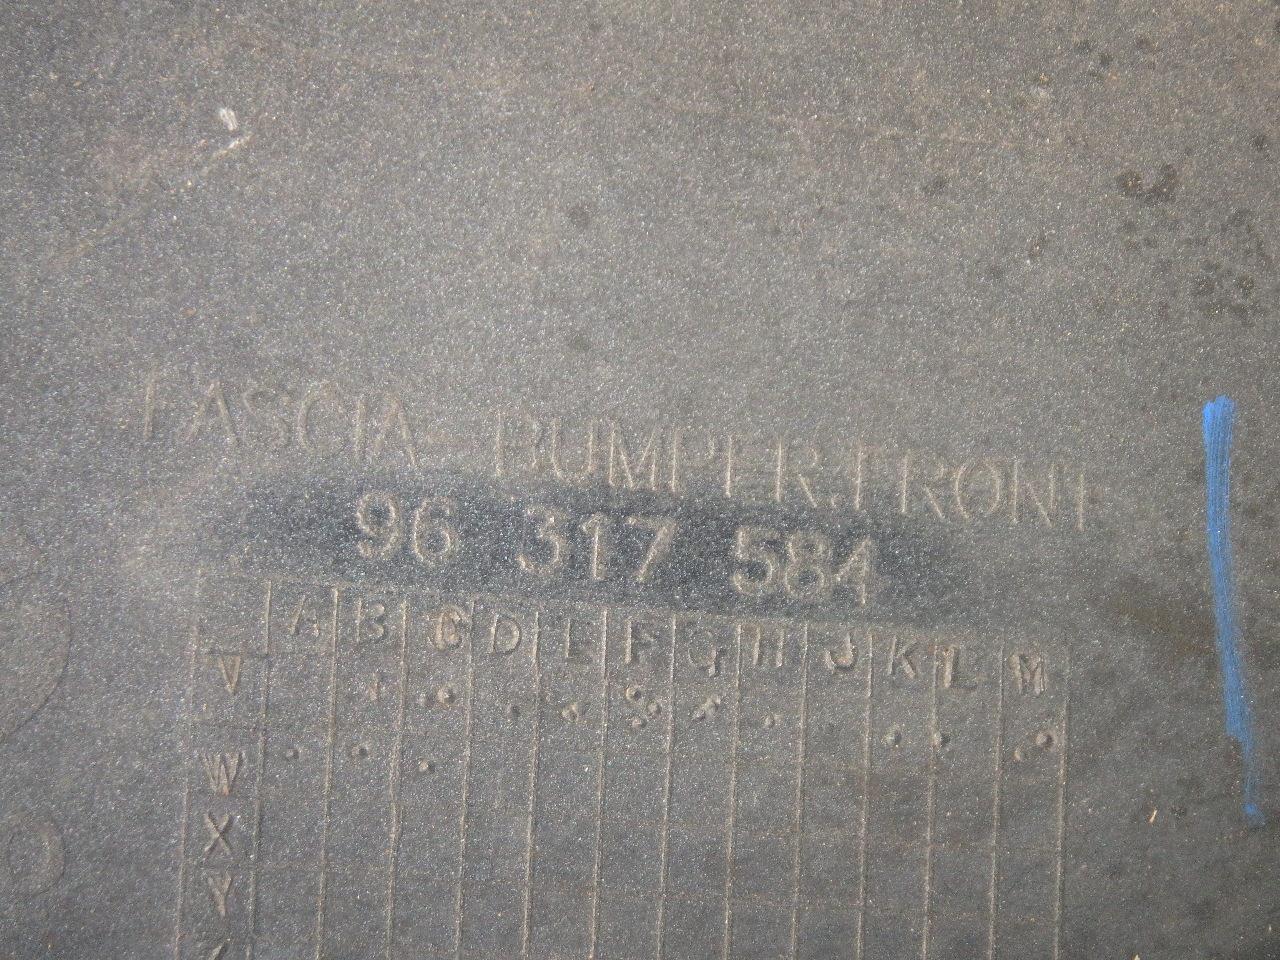 FASCIA-BUMPER.FRONT
96 317 584
A B C D E F G H J K L M
V
W
X
Y